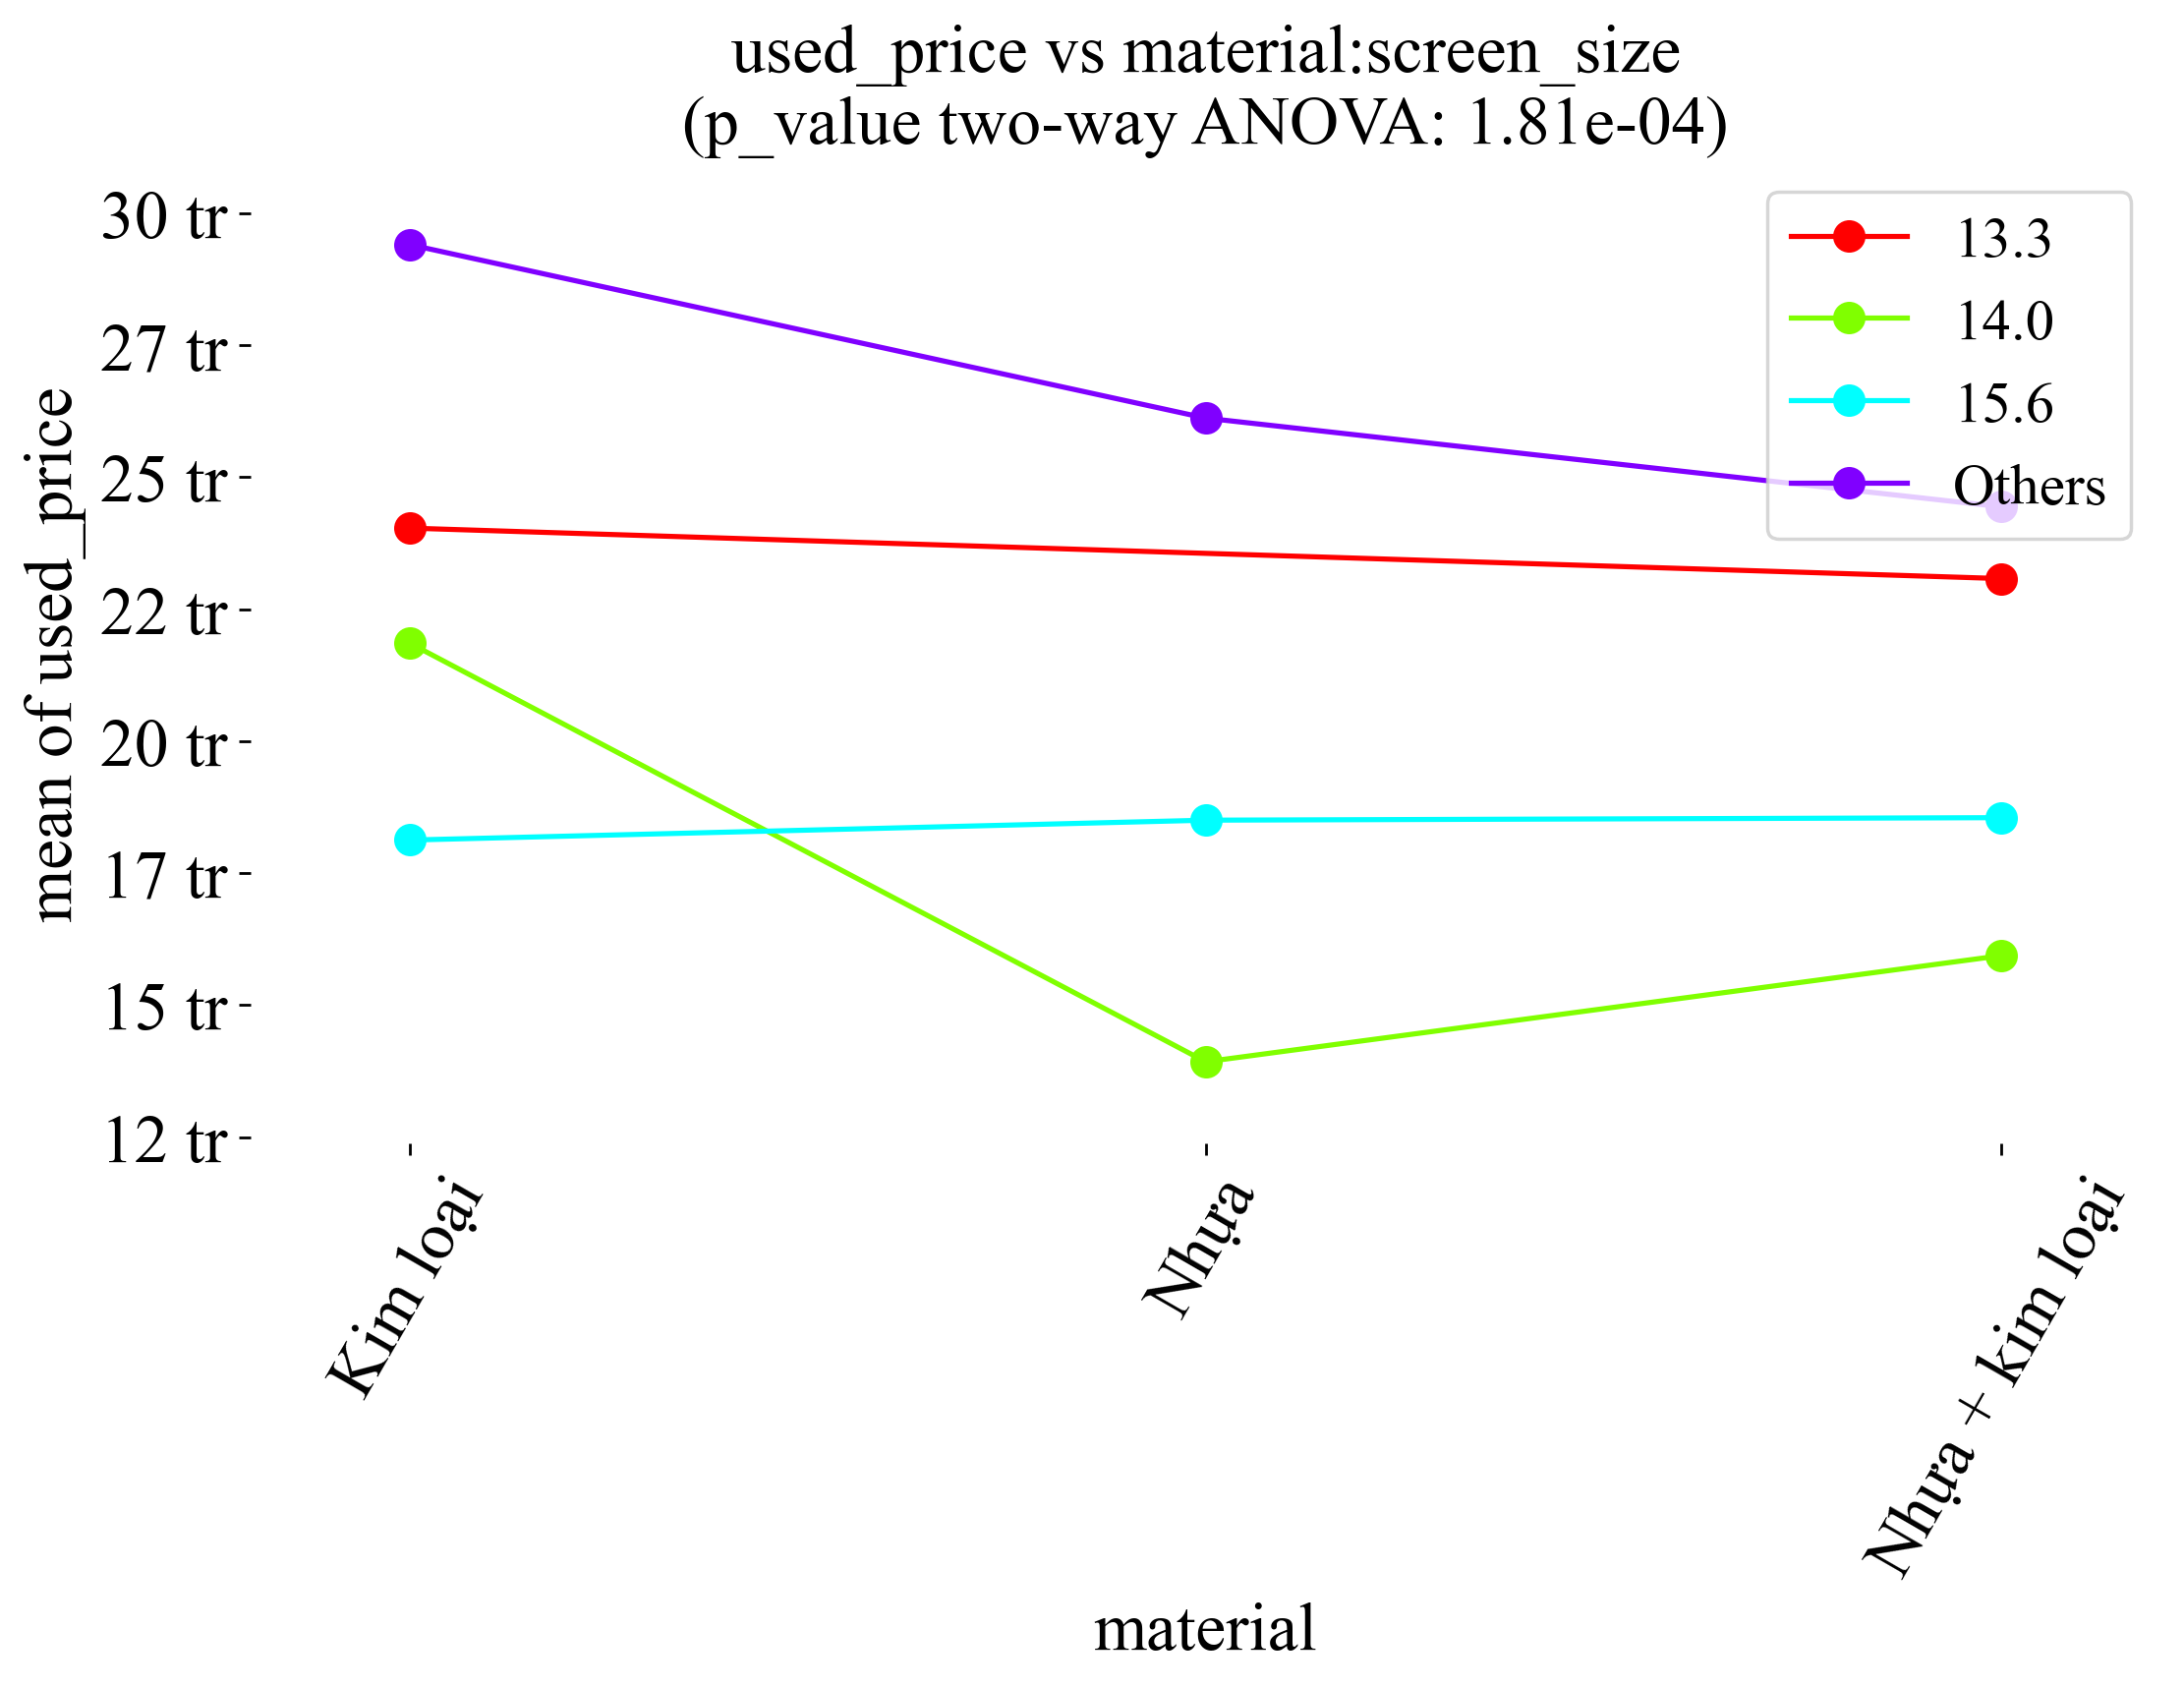 used_price vs material:screen_size
(p_value two-way ANOVA: 1.81e-04)
30 tr
27 tr
25 tr
22 tr
20 tr
17 tr
15 tr
12 tr
mean of used_price
13.3
14.0
15.6
Others
Kim loại
Nhựa
Nhựa + kim loại
material